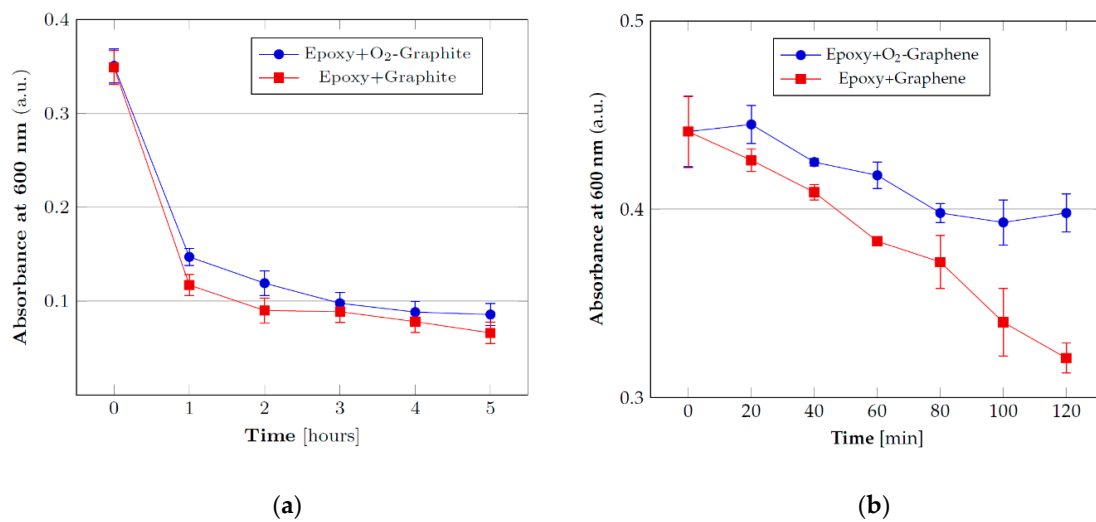 0.4
0.3
0.2
0.1
Absorbance at 600 nm (a.u.)
Epoxy+O₂-Graphite
Epoxy+Graphite
0 1 2 3 4 5
Time [hours]
(a)
0.5
0.4
0.3
Absorbance at 600 nm (a.u.)
Epoxy+O₂-Graphene
Epoxy+Graphene
0 20 40 60 80 100 120
Time [min]
(b)